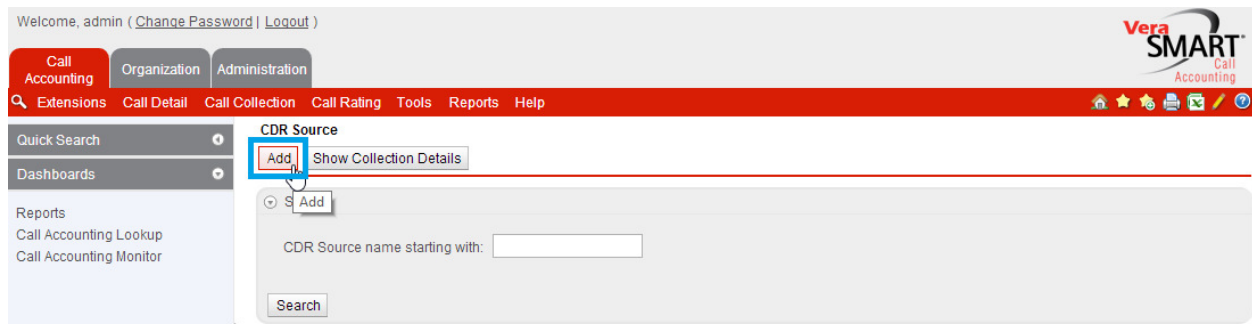 Welcome, admin ( Change Password | Logout )
Vera
SMART
Call
Accounting
Call
Accounting
Organization
Administration
Extensions Call Detail Call Collection Call Rating Tools Reports Help
Quick Search
CDR Source
Add
Show Collection Details
Dashboards
Add
Reports
Call Accounting Lookup
Call Accounting Monitor
CDR Source name starting with:
Search